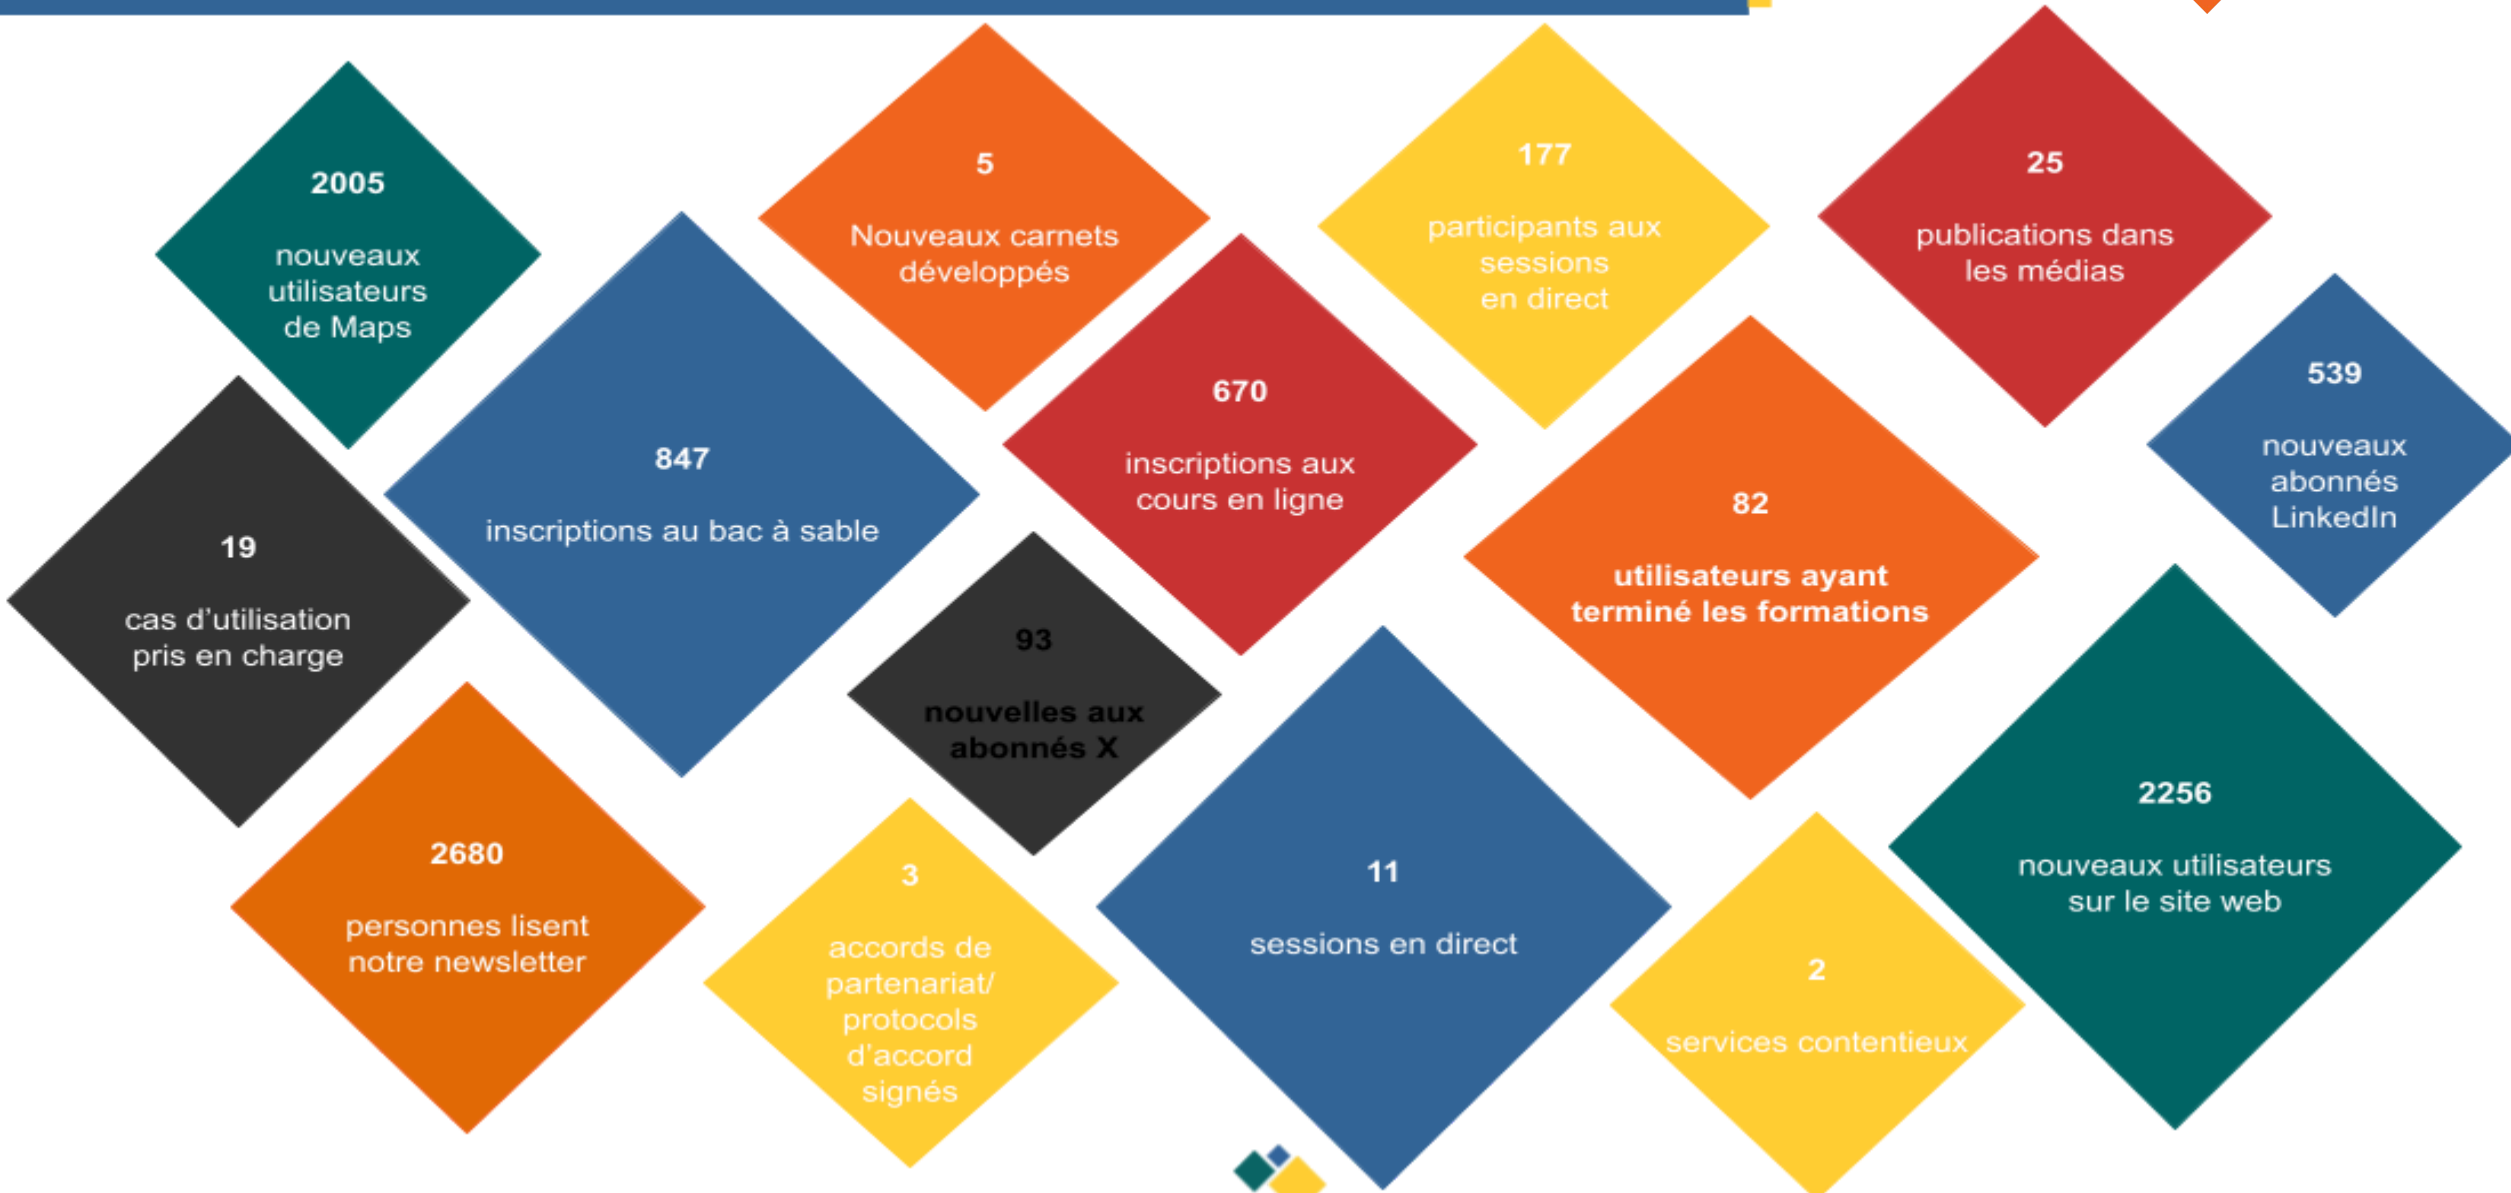 2005
nouveaux
utilisateurs
de Maps
5
Nouveaux carnets
développés
177
participants aux
sessions
en direct
25
publications dans
les médias
19
cas d’utilisation
pris en charge
847
inscriptions au bac à sable
670
inscriptions aux
cours en ligne
82
utilisateurs ayant
terminé les formations
539
nouveaux
abonnés
LinkedIn
93
nouvelles aux
abonnés X
2680
personnes lisent
notre newsletter
3
accords de
partenariat/
protocols
d’accord
signés
11
sessions en direct
2
services contentieux
2256
nouveaux utilisateurs
sur le site web